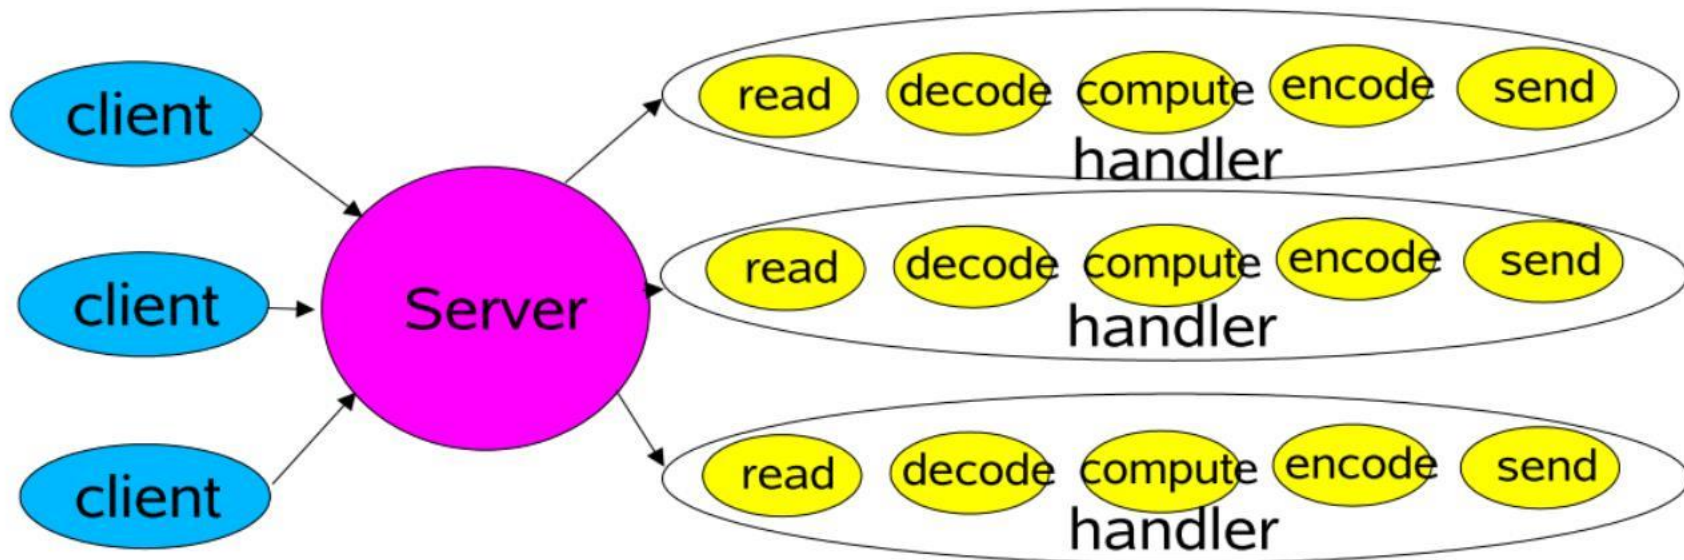 client
client
client
Server
read decode compute encode send
handler
read decode compute encode send
handler
read decode compute encode send
handler